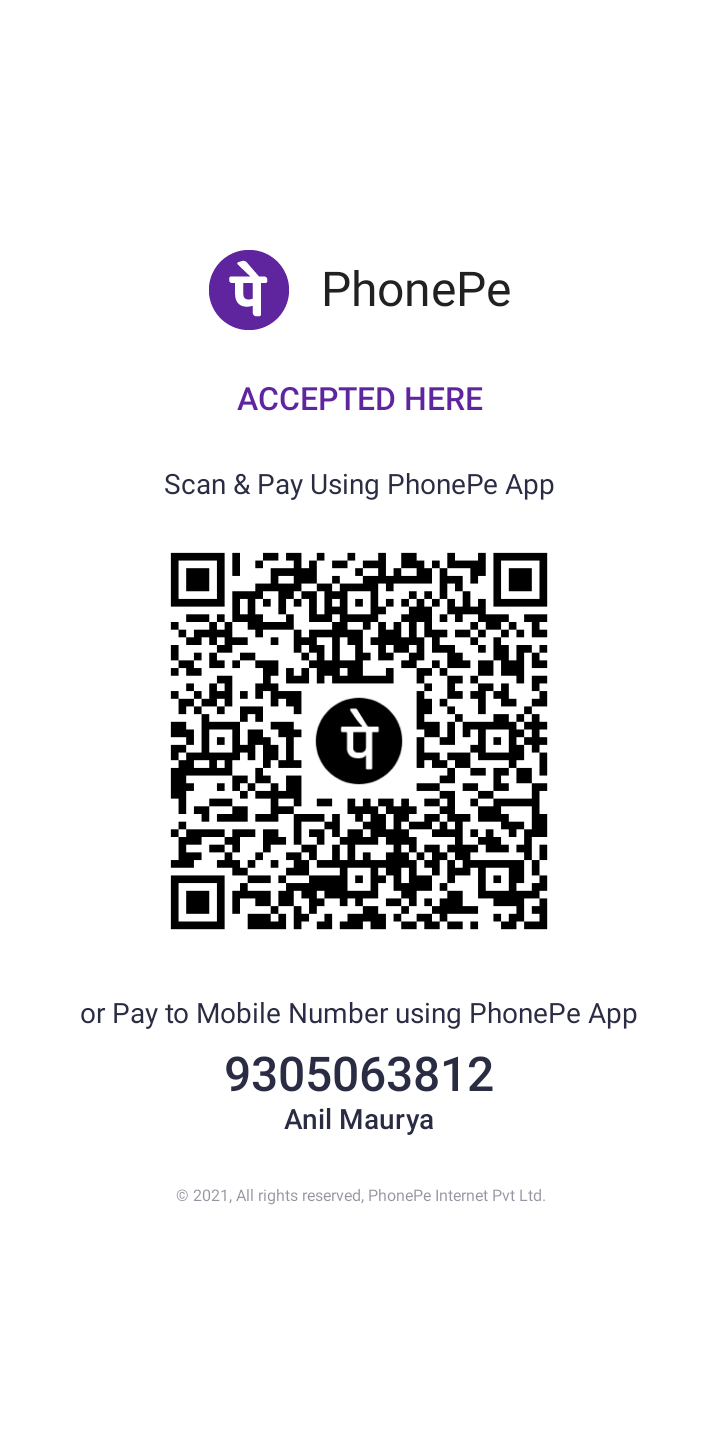 पे PhonePe
ACCEPTED HERE
Scan & Pay Using PhonePe App
पे
or Pay to Mobile Number using PhonePe App
9305063812
Anil Maurya
© 2021, All rights reserved, PhonePe Internet Pvt Ltd.